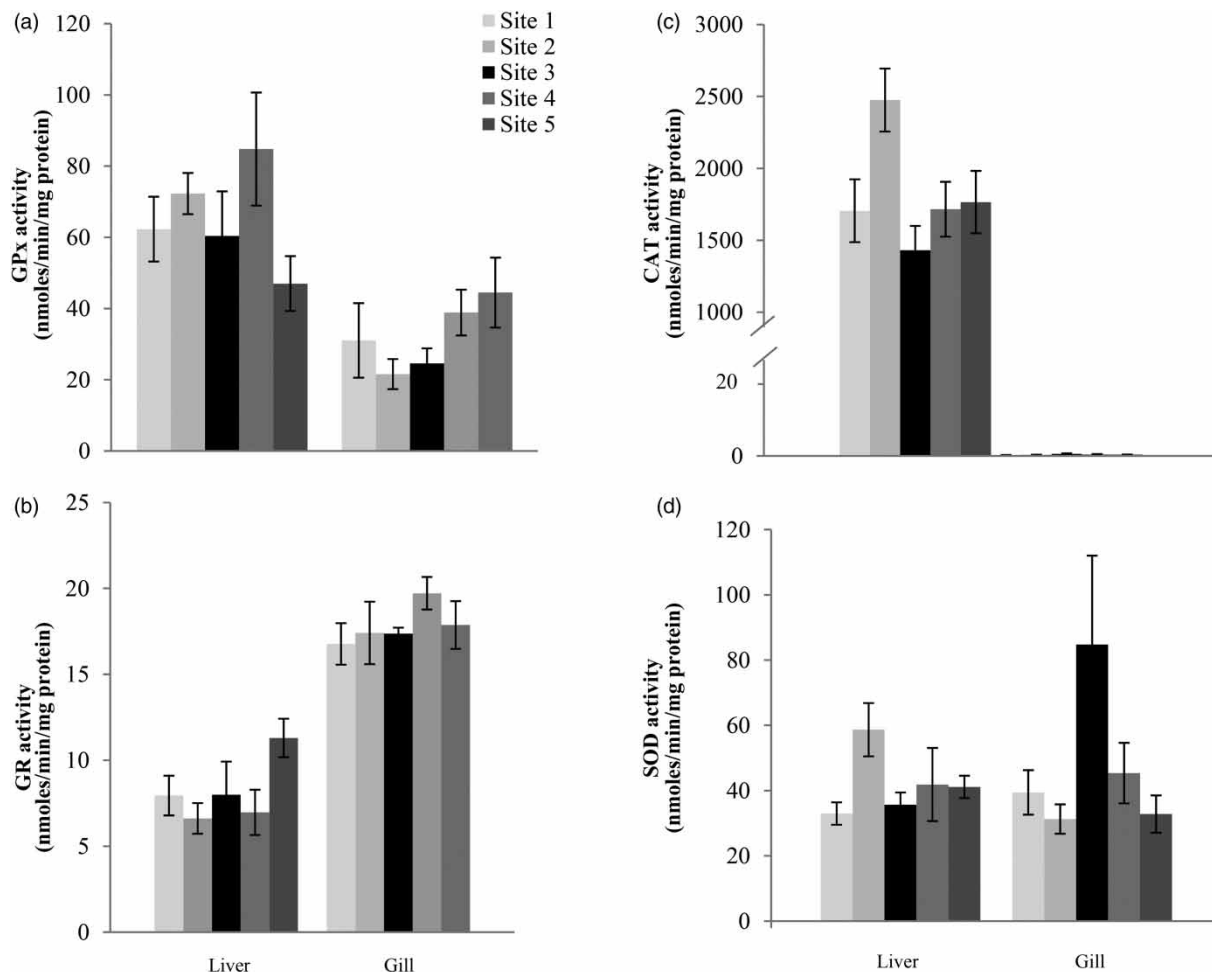 (a)
GPx activity
(nmoles/min/mg protein)
120
100
80
60
40
20
0
Site 1
Site 2
Site 3
Site 4
Site 5
(c)
CAT activity
(nmoles/min/mg protein)
3000
2500
2000
1500
1000
20
0
(b)
GR activity
(nmoles/min/mg protein)
25
20
15
10
5
0
Liver
Gill
(d)
SOD activity
(nmoles/min/mg protein)
120
100
80
60
40
20
0
Liver
Gill